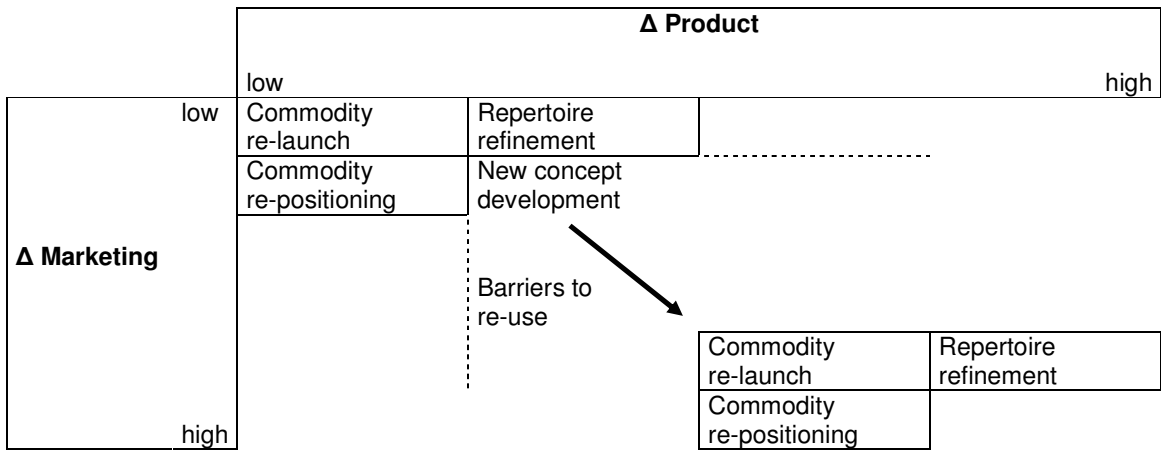 Δ Product
low high
low Commodity Repertoire
re-launch refinement
Commodity New concept
re-positioning development
Δ Marketing
Barriers to
re-use
Commodity Repertoire
re-launch refinement
Commodity
high re-positioning